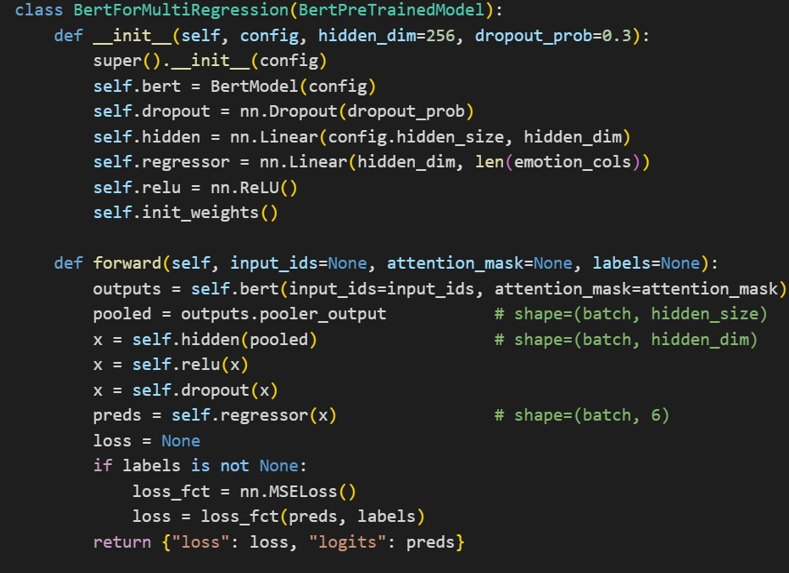 class BertForMultiRegression(BertPreTrainedModel):
    def __init__(self, config, hidden_dim=256, dropout_prob=0.3):
        super().__init__(config)
        self.bert = BertModel(config)
        self.dropout = nn.Dropout(dropout_prob)
        self.hidden = nn.Linear(config.hidden_size, hidden_dim)
        self.regressor = nn.Linear(hidden_dim, len(emotion_cols))
        self.relu = nn.ReLU()
        self.init_weights()

    def forward(self, input_ids=None, attention_mask=None, labels=None):
        outputs = self.bert(input_ids=input_ids, attention_mask=attention_mask)
        pooled = outputs.pooler_output           # shape=(batch, hidden_size)
        x = self.hidden(pooled)                  # shape=(batch, hidden_dim)
        x = self.relu(x)
        x = self.dropout(x)
        preds = self.regressor(x)                # shape=(batch, 6)
        loss = None
        if labels is not None:
            loss_fct = nn.MSELoss()
            loss = loss_fct(preds, labels)
        return {"loss": loss, "logits": preds}